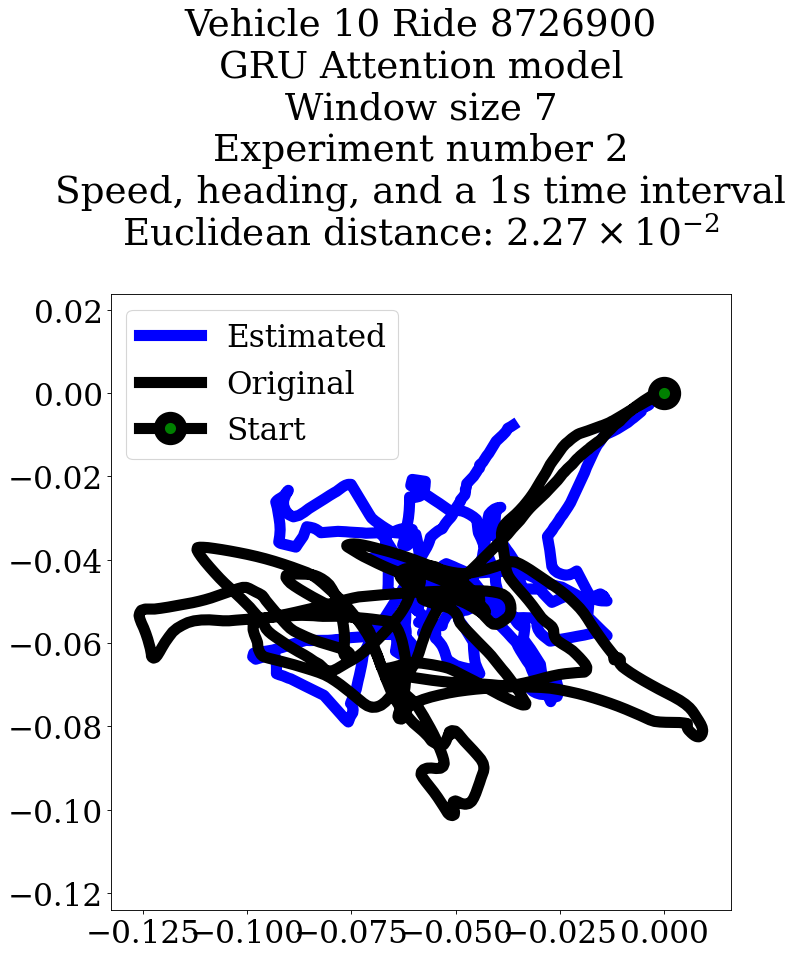 Vehicle 10 Ride 8726900
GRU Attention model
Window size 7
Experiment number 2
Speed, heading, and a 1s time interval
Euclidean distance: 2.27 × 10⁻²
Estimated
Original
Start
0.02
0.00
−0.02
−0.04
−0.06
−0.08
−0.10
−0.12
−0.125 −0.100 −0.075 −0.050 −0.025 0.000